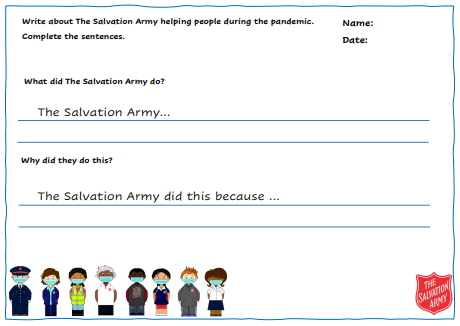 Write about The Salvation Army helping people during the pandemic.
Complete the sentences.
Name:
Date:
What did The Salvation Army do?
The Salvation Army...
Why did they do this?
The Salvation Army did this because ...
THE
SALVATION
ARMY